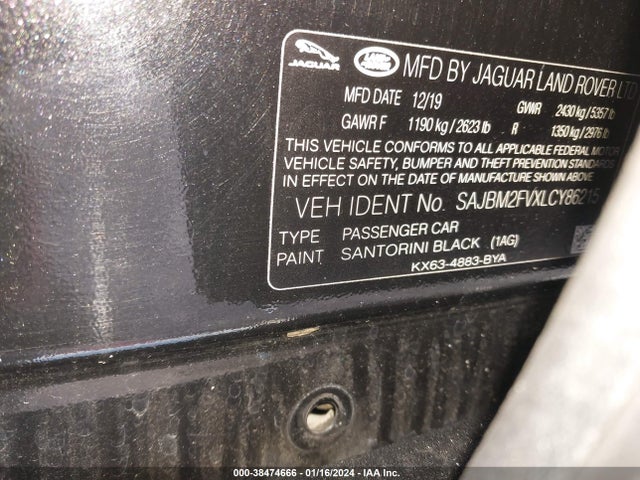 JAGUAR LAND ROVER MFD BY JAGUAR LAND ROVER LTD
MFD DATE 12/19 GVWR 2430 kg / 5357 lb
GAWR F 1190 kg / 2623 lb R 1350 kg / 2976 lb
THIS VEHICLE CONFORMS TO ALL APPLICABLE FEDERAL MOTOR
VEHICLE SAFETY, BUMPER AND THEFT PREVENTION STANDARDS
IN EFFECT ON THE DATE OF MANUFACTURE SHOWN ABOVE
VEH IDENT No. SAJBM2FVXLCY86215
TYPE PASSENGER CAR
PAINT SANTORINI BLACK (1AG)
KX63-4883-BYA
000-38474666 - 01/16/2024 - IAA Inc.